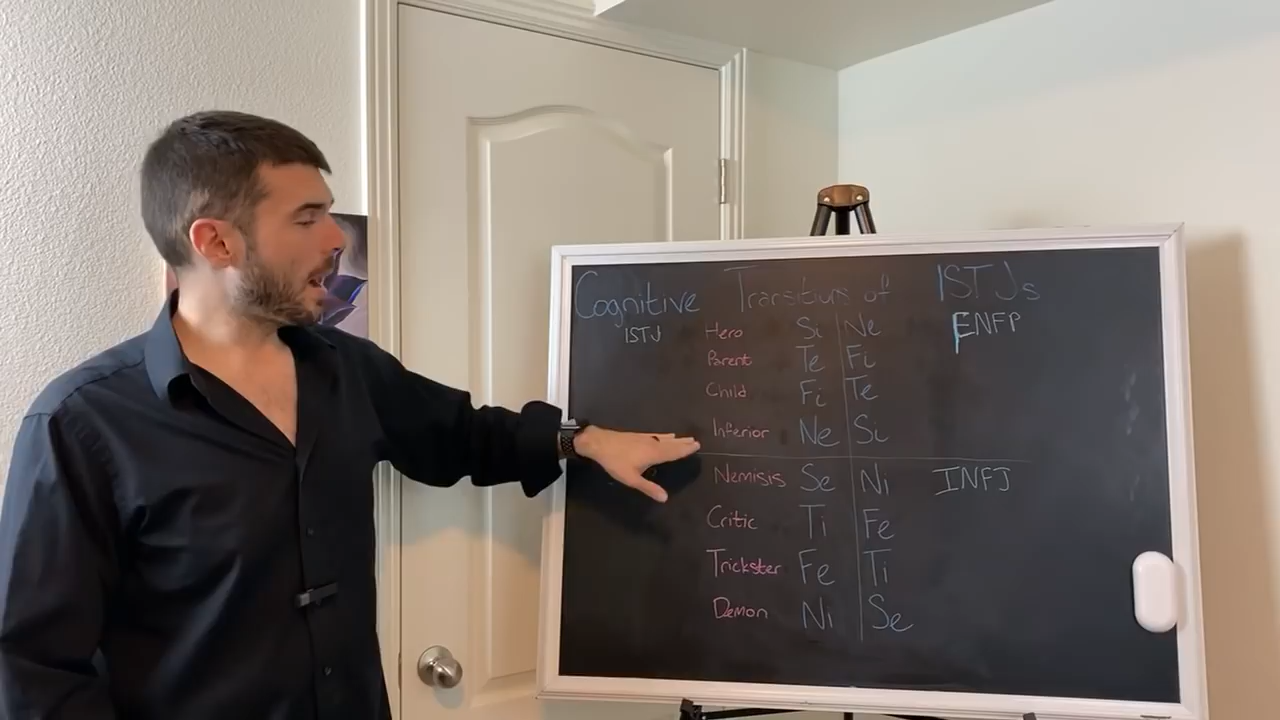 Cognitive Transitions of ISTJs
ISTJ Hero Si Ne ENFP
Parent Te Fi
Child Fi Te
Inferior Ne Si
Nemisis Se Ni INFJ
Critic Ti Fe
Trickster Fe Ti
Demon Ni Se